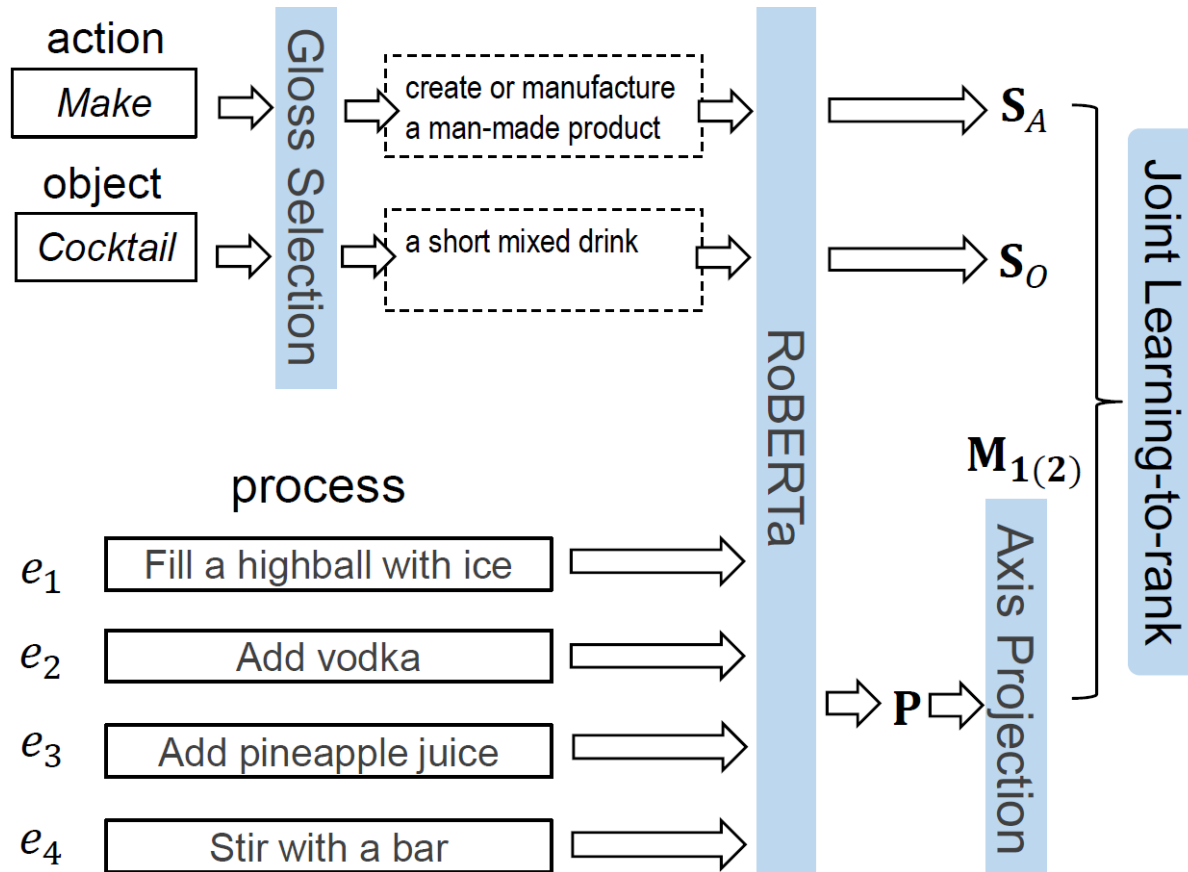 action
Make
object
Cocktail
Gloss Selection
create or manufacture
a man-made product
a short mixed drink
RoBERTa
S_A
S_O
Joint Learning-to-rank
process
e_1
Fill a highball with ice
e_2
Add vodka
e_3
Add pineapple juice
e_4
Stir with a bar
P
M_1(2)
Axis Projection